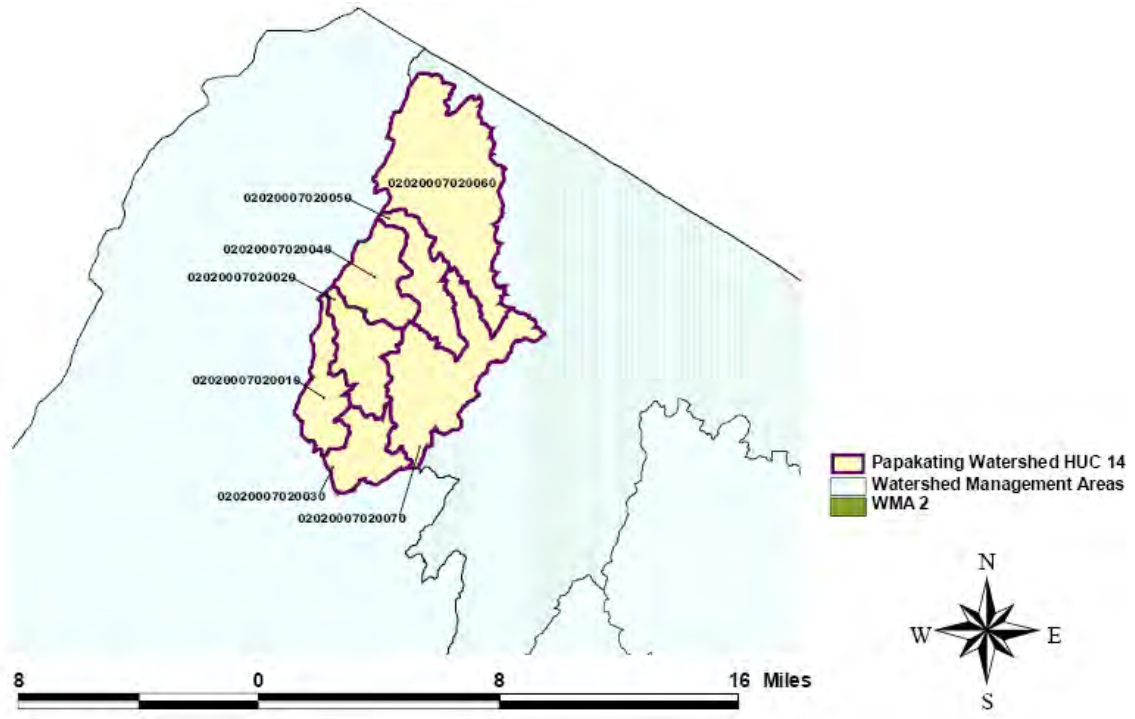 02020007020060
02020007020050
02020007020040
02020007020020
02020007020010
02020007020030
02020007020070
Papakating Watershed HUC 14
Watershed Management Areas
WMA 2
N
W E
S
8 0 8 16 Miles